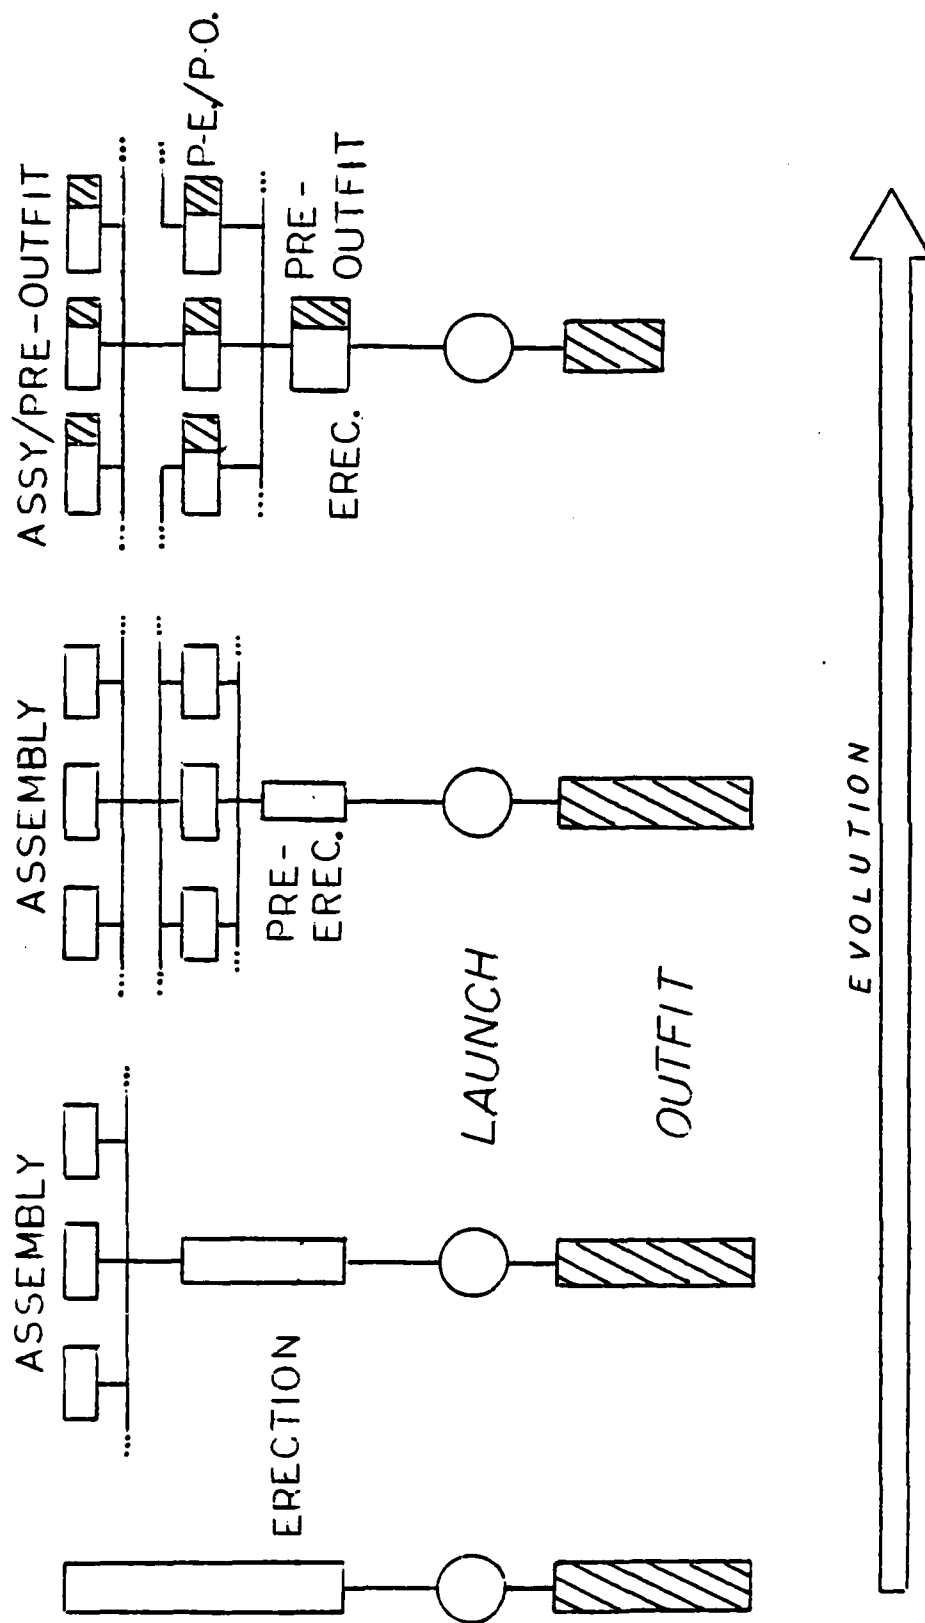 ASSEMBLY
ASSEMBLY
ASSY/PRE-OUTFIT
P-E./P-O.
ERECTION
PRE-
EREC.
EREC.
PRE-
OUTFIT
LAUNCH
OUTFIT
EVOLUTION